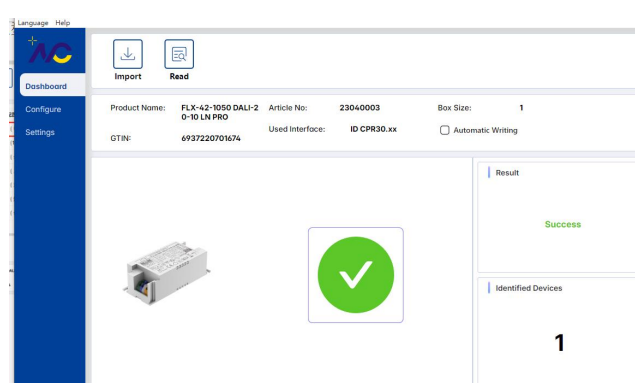 Language Help
AC
Import Read
Dashboard
Configure
Settings
Product Name: FLX-42-1050 DALI-2 0-10 LN PRO
Article No: 23040003
Box Size: 1
GTIN: 6937220701674
Used Interface: ID CPR30.xx
Automatic Writing
Result
Success
Identified Devices
1